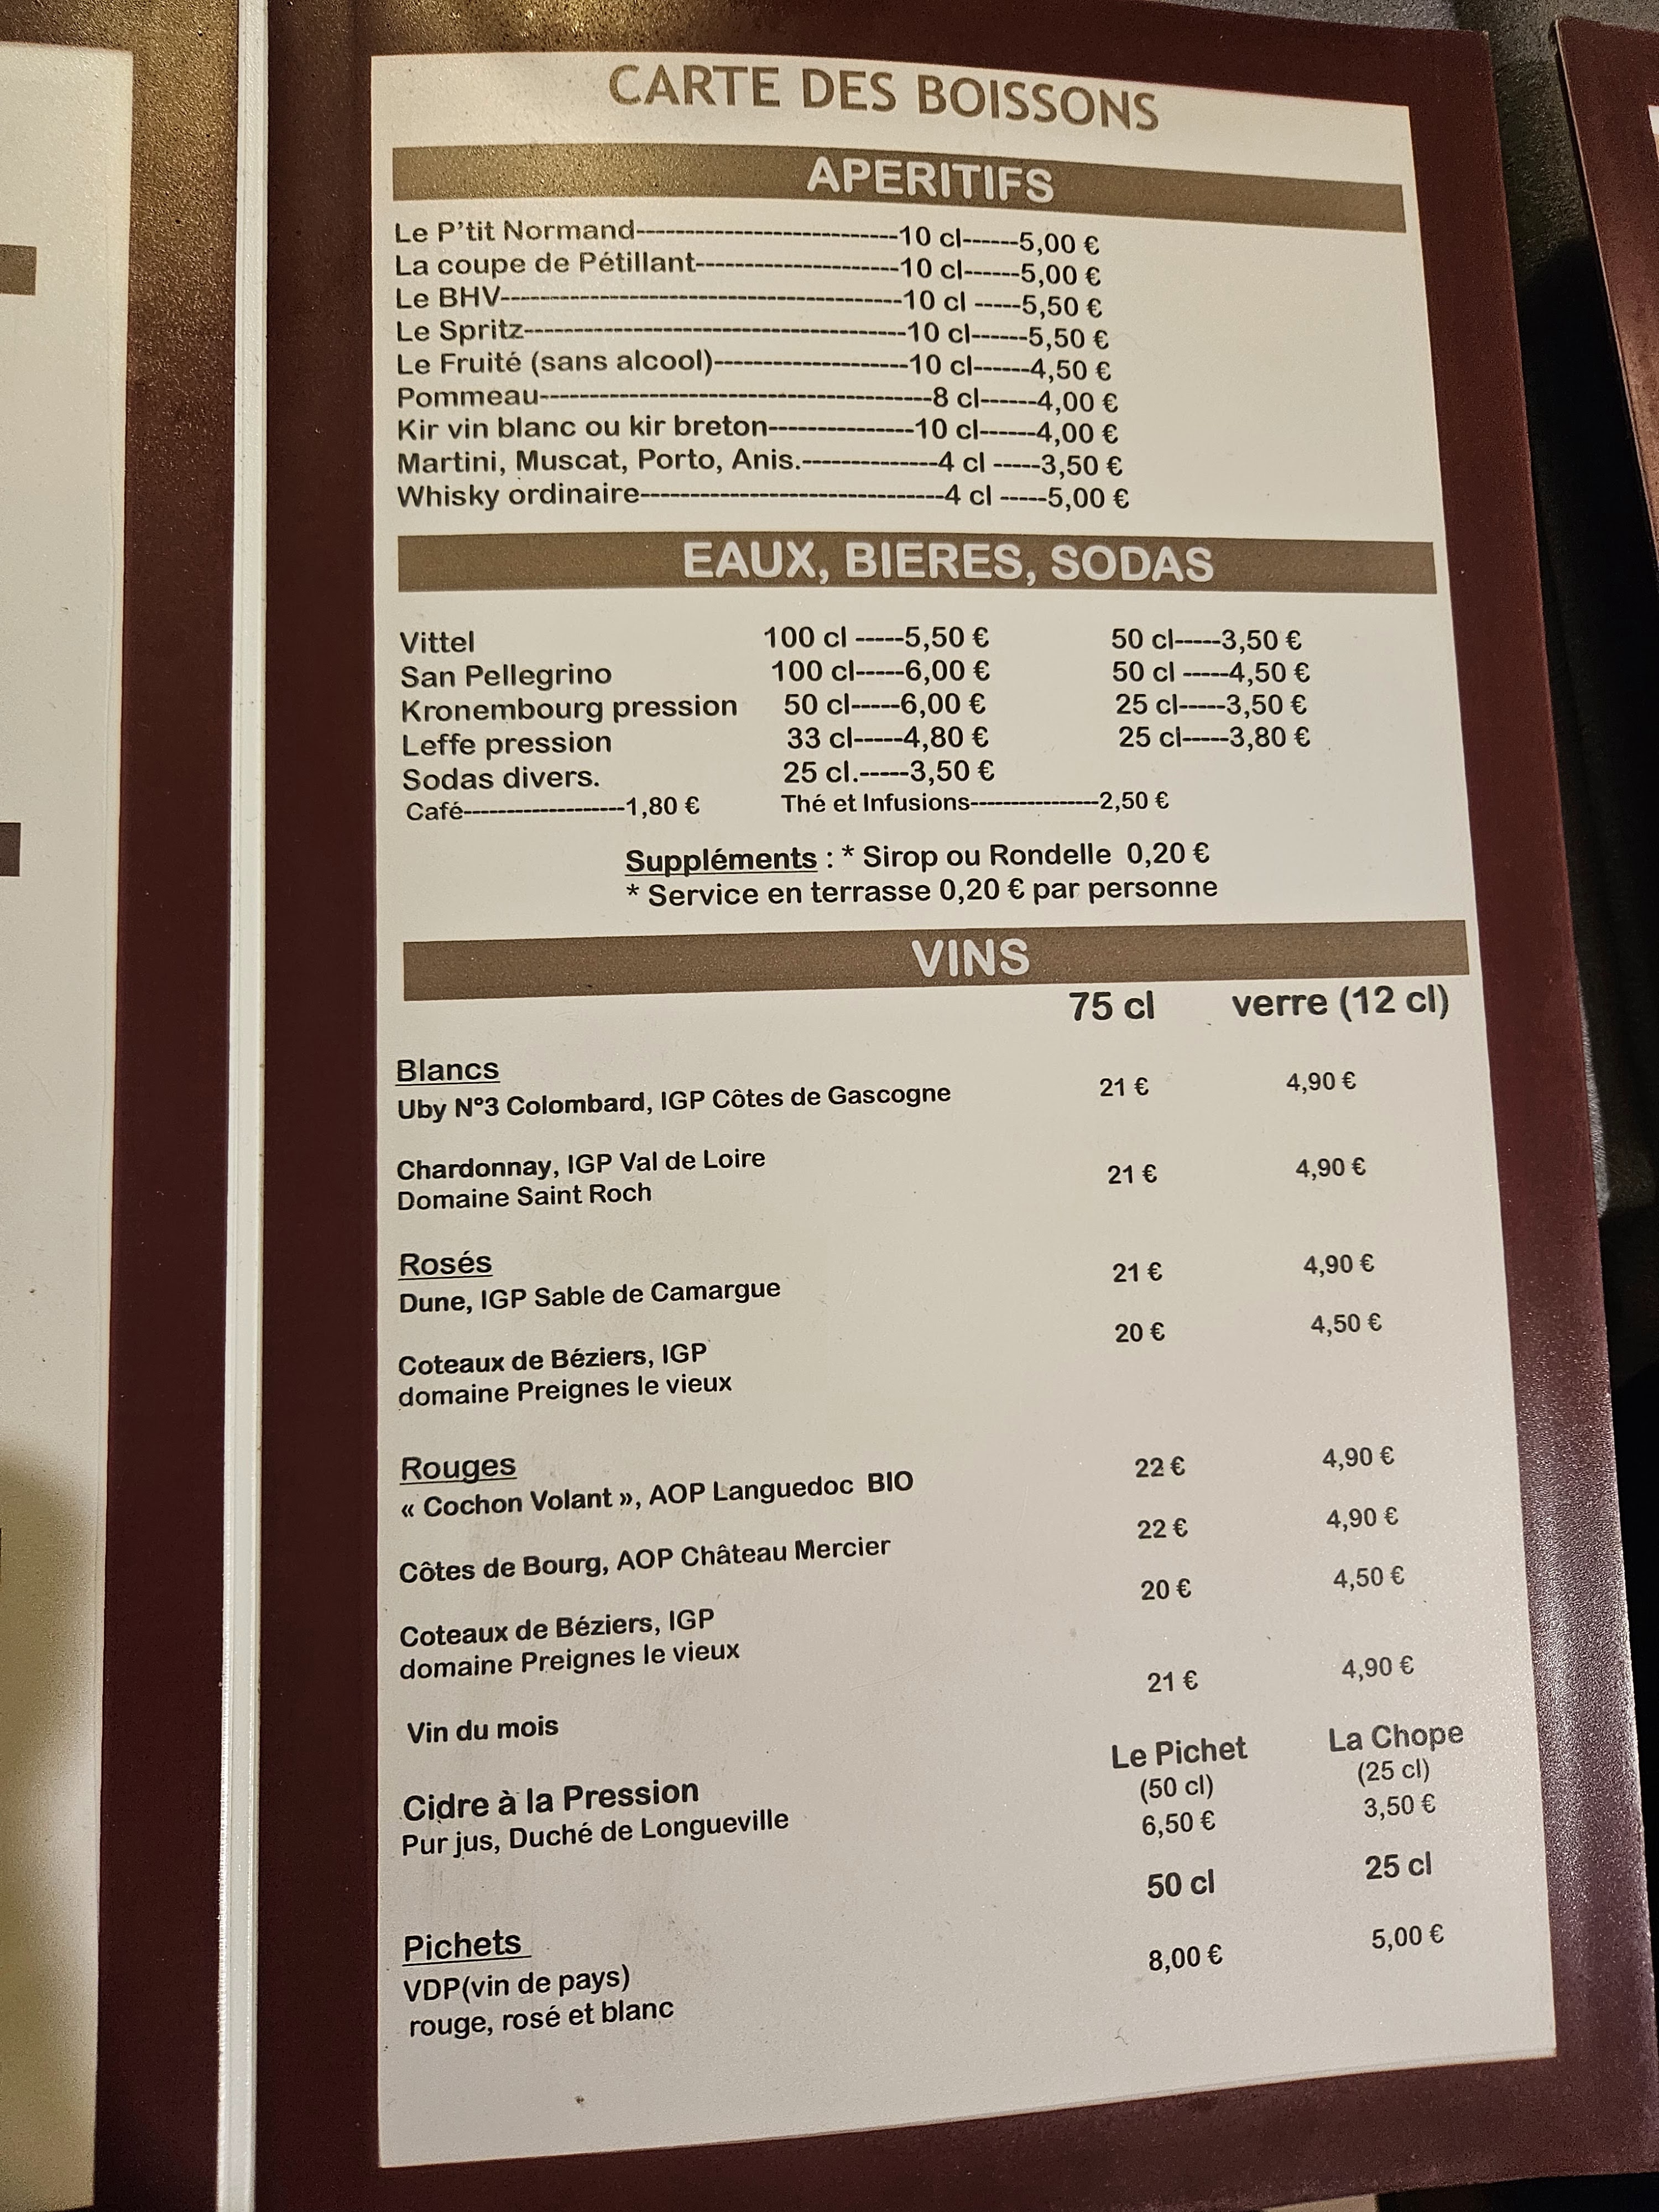 CARTE DES BOISSONS
APERITIFS
Le P'tit Normand--------------------------10 cl------5,00 €
La coupe de Pétillant--------------------10 cl------5,00 €
Le BHV----------------------------------------10 cl -----5,50 €
Le Spritz--------------------------------------10 cl------5,50 €
Le Fruité (sans alcool)-------------------10 cl------4,50 €
Pommeau---------------------------------------8 cl------4,00 €
Kir vin blanc ou kir breton--------------10 cl------4,00 €
Martini, Muscat, Porto, Anis.-------------4 cl -----3,50 €
Whisky ordinaire------------------------------4 cl -----5,00 €
EAUX, BIERES, SODAS
Vittel 100 cl -----5,50 € 50 cl-----3,50 €
San Pellegrino 100 cl-----6,00 € 50 cl -----4,50 €
Kronembourg pression 50 cl-----6,00 € 25 cl-----3,50 €
Leffe pression 33 cl-----4,80 € 25 cl-----3,80 €
Sodas divers. 25 cl.-----3,50 €
Café-------------------1,80 € Thé et Infusions---------------2,50 €
Suppléments : * Sirop ou Rondelle 0,20 €
* Service en terrasse 0,20 € par personne
VINS
75 cl verre (12 cl)
Blancs
Uby N°3 Colombard, IGP Côtes de Gascogne 21 € 4,90 €
Chardonnay, IGP Val de Loire 21 € 4,90 €
Domaine Saint Roch
Rosés
Dune, IGP Sable de Camargue 21 € 4,90 €
Coteaux de Béziers, IGP 20 € 4,50 €
domaine Preignes le vieux
Rouges
« Cochon Volant », AOP Languedoc BIO 22 € 4,90 €
Côtes de Bourg, AOP Château Mercier 22 € 4,90 €
Coteaux de Béziers, IGP 20 € 4,50 €
domaine Preignes le vieux
Vin du mois 21 € 4,90 €
Le Pichet La Chope
Cidre à la Pression (50 cl) (25 cl)
Pur jus, Duché de Longueville 6,50 € 3,50 €
50 cl 25 cl
Pichets
VDP(vin de pays) 8,00 € 5,00 €
rouge, rosé et blanc